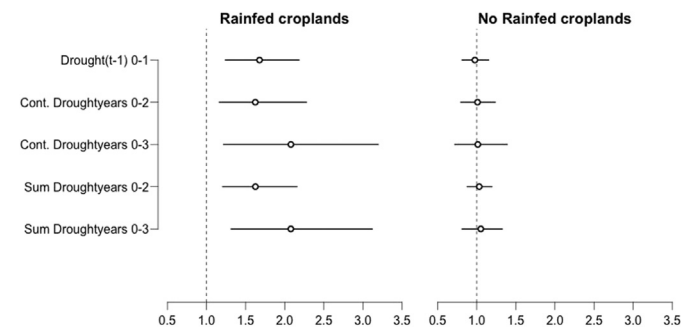 Rainfed croplands
No Rainfed croplands
Drought(t-1) 0-1
Cont. Droughtyears 0-2
Cont. Droughtyears 0-3
Sum Droughtyears 0-2
Sum Droughtyears 0-3
0.5 1.0 1.5 2.0 2.5 3.0 3.5
0.5 1.0 1.5 2.0 2.5 3.0 3.5